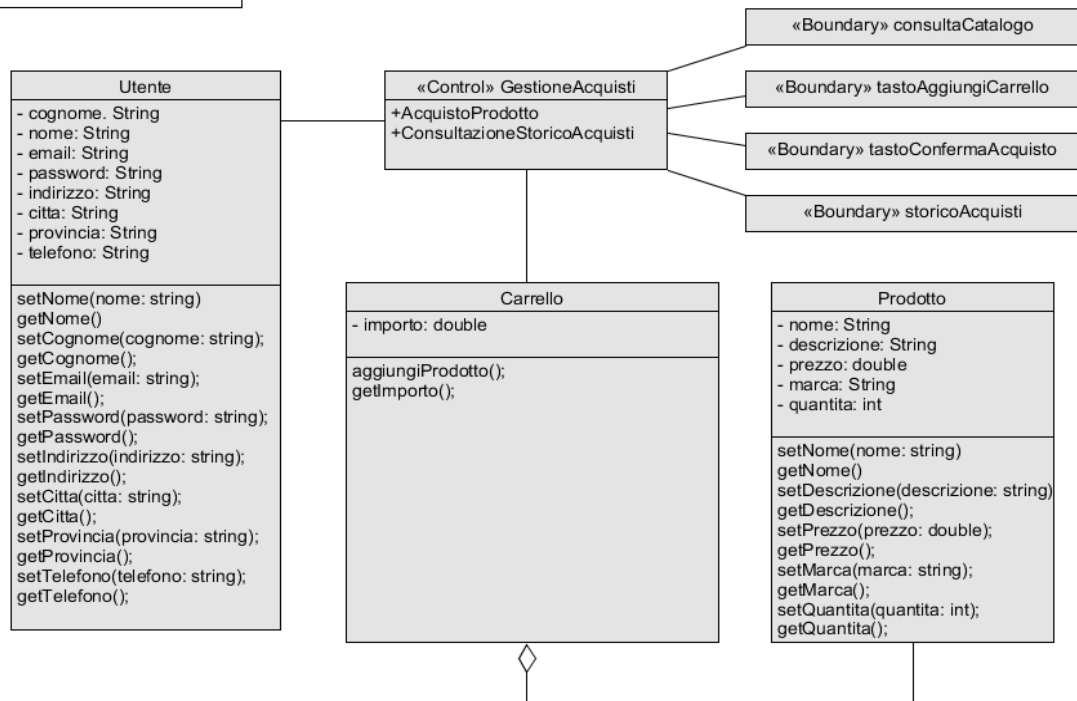 «Boundary» consultaCatalogo
«Boundary» tastoAggiungiCarrello
«Boundary» tastoConfermaAcquisto
«Boundary» storicoAcquisti
«Control» GestioneAcquisti
+AcquistoProdotto
+ConsultazioneStoricoAcquisti
Utente
- cognome. String
- nome: String
- email: String
- password: String
- indirizzo: String
- citta: String
- provincia: String
- telefono: String
setNome(nome: string)
getNome()
setCognome(cognome: string);
getCognome();
setEmail(email: string);
getEmail();
setPassword(password: string);
getPassword();
setIndirizzo(indirizzo: string);
getIndirizzo();
setCitta(citta: string);
getCitta();
setProvincia(provincia: string);
getProvincia();
setTelefono(telefono: string);
getTelefono();
Carrello
- importo: double
aggiungiProdotto();
getImporto();
Prodotto
- nome: String
- descrizione: String
- prezzo: double
- marca: String
- quantita: int
setNome(nome: string)
getNome()
setDescrizione(descrizione: string)
getDescrizione();
setPrezzo(prezzo: double);
getPrezzo();
setMarca(marca: string);
getMarca();
setQuantita(quantita: int);
getQuantita();